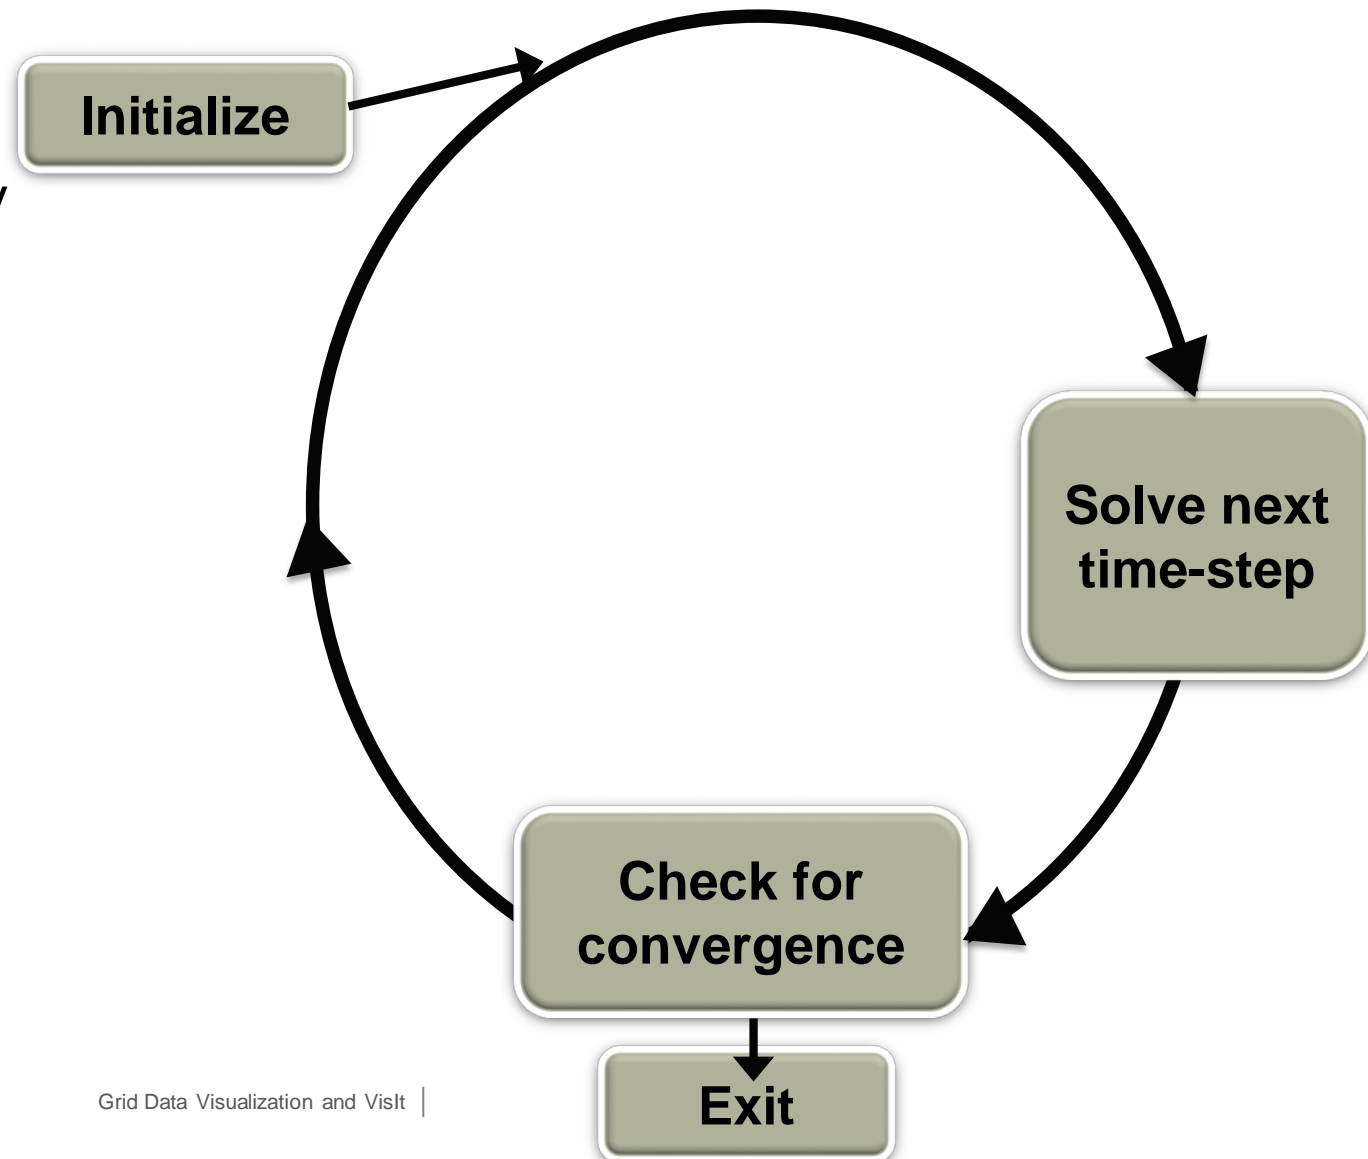 Initialize
Solve next
time-step
Check for
convergence
Exit
Grid Data Visualization and VisIt